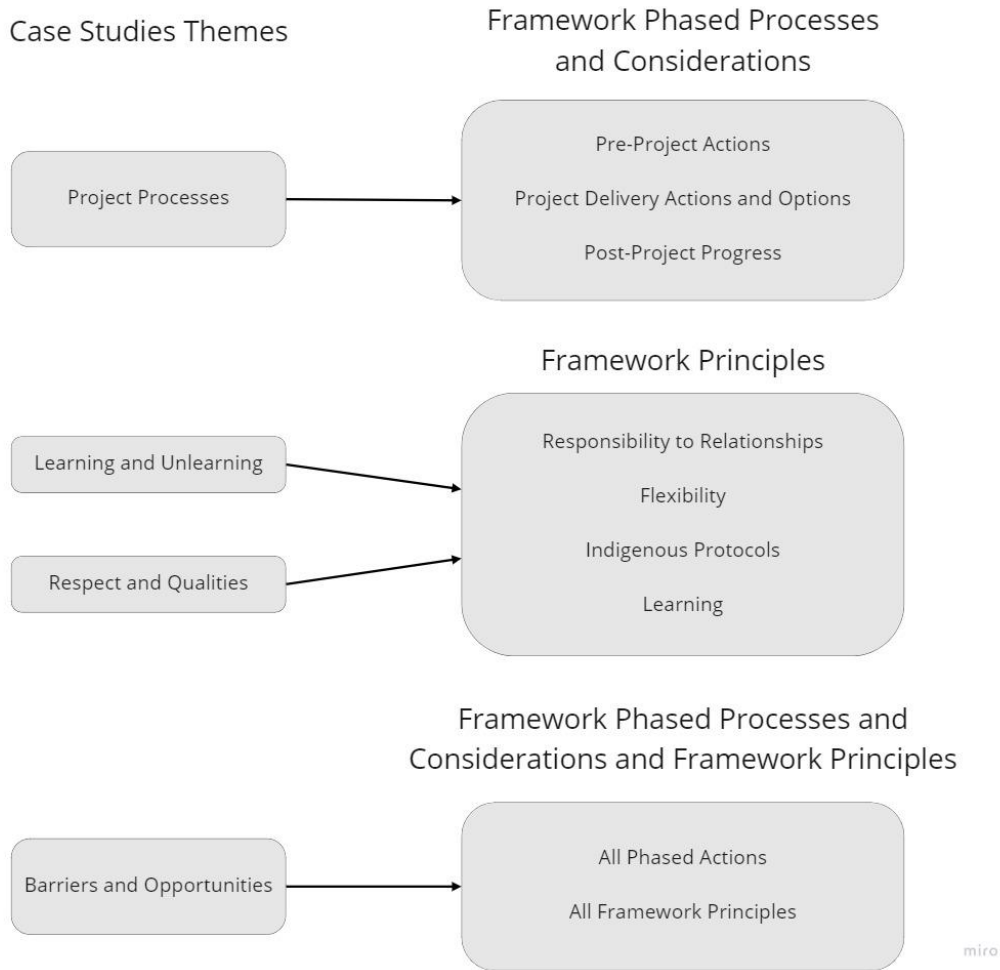 Case Studies Themes
Framework Phased Processes
and Considerations
Project Processes
Pre-Project Actions
Project Delivery Actions and Options
Post-Project Progress
Framework Principles
Learning and Unlearning
Respect and Qualities
Responsibility to Relationships
Flexibility
Indigenous Protocols
Learning
Framework Phased Processes and
Considerations and Framework Principles
Barriers and Opportunities
All Phased Actions
All Framework Principles
miro